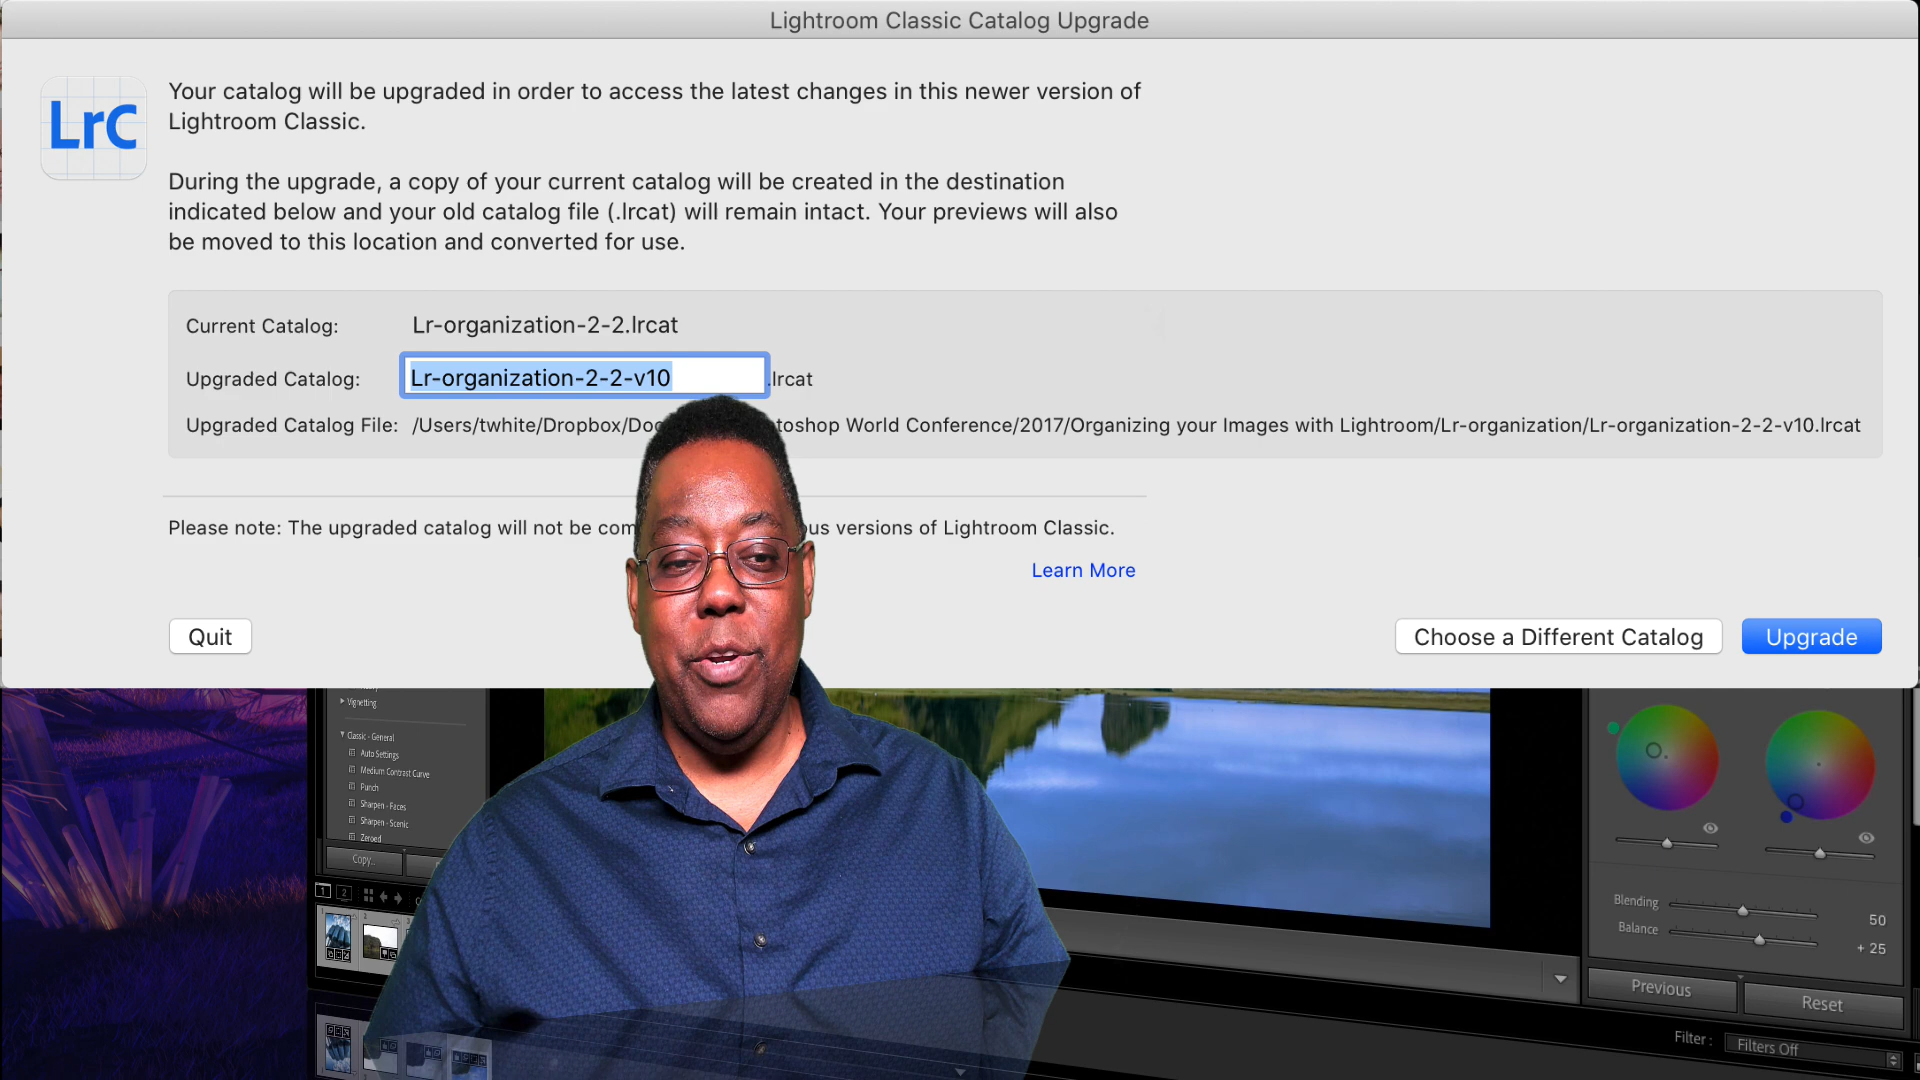 Lightroom Classic Catalog Upgrade
LrC
Your catalog will be upgraded in order to access the latest changes in this newer version of
Lightroom Classic.
During the upgrade, a copy of your current catalog will be created in the destination
indicated below and your old catalog file (.lrcat) will remain intact. Your previews will also
be moved to this location and converted for use.
Current Catalog: Lr-organization-2-2.lrcat
Upgraded Catalog: Lr-organization-2-2-v10 .lrcat
Upgraded Catalog File: /Users/twhite/Dropbox/Doc toshop World Conference/2017/Organizing your Images with Lightroom/Lr-organization/Lr-organization-2-2-v10.lrcat
Please note: The upgraded catalog will not be com us versions of Lightroom Classic.
Learn More
Quit
Choose a Different Catalog
Upgrade
Vignetting
Classic - General
Auto Settings
Medium Contrast Curve
Punch
Sharpen - Faces
Sharpen - Scenic
Zeroed
Copy...
1 2
Blending 50
Balance + 25
Previous
Reset
Filter :
Filters Off